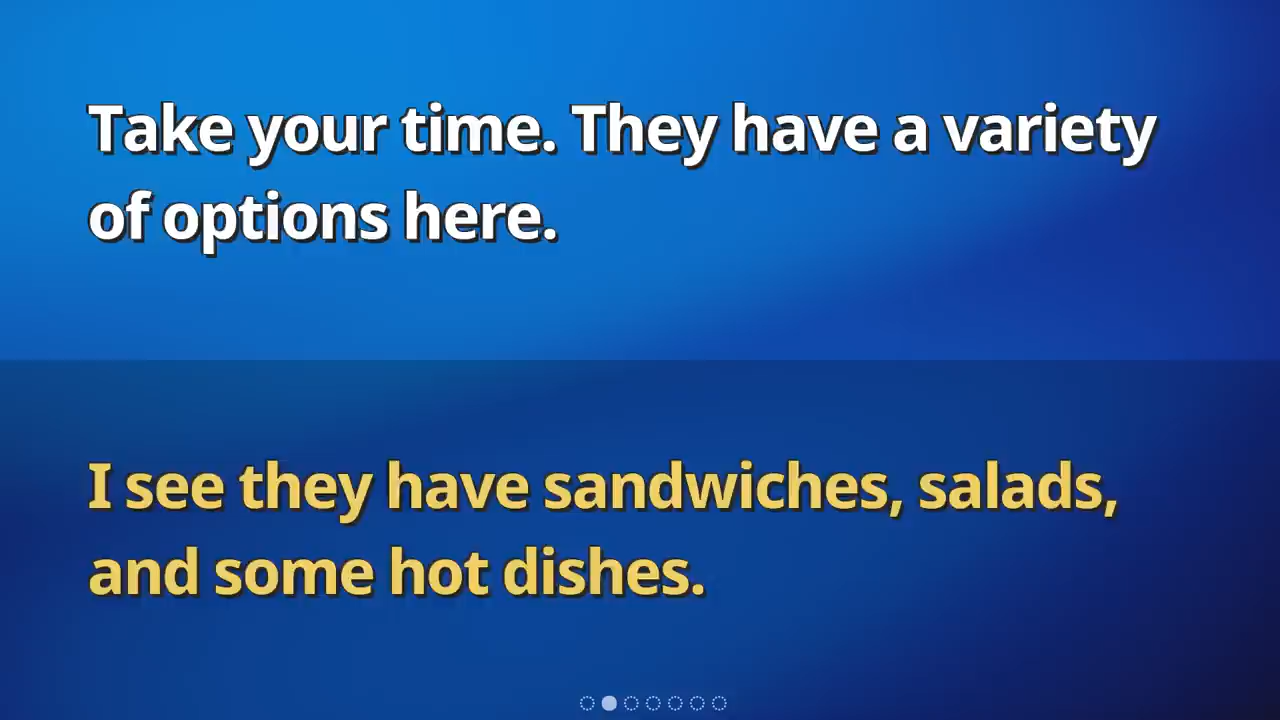 Take your time. They have a variety
of options here.
I see they have sandwiches, salads,
and some hot dishes.